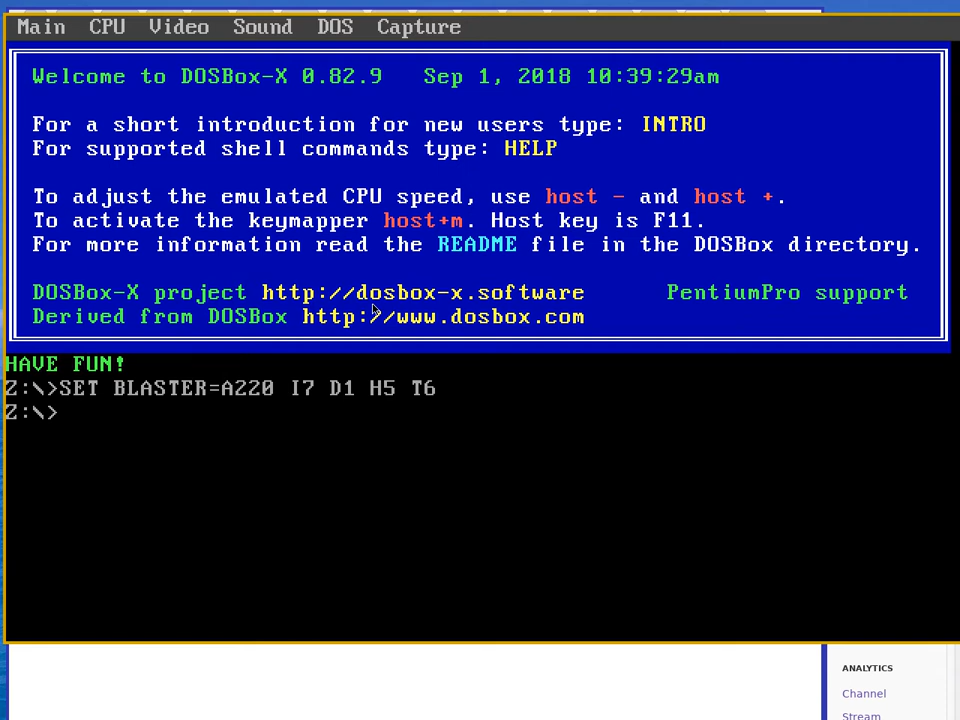 Main CPU Video Sound DOS Capture
Welcome to DOSBox-X 0.82.9 Sep 1, 2018 10:39:29am
For a short introduction for new users type: INTRO
For supported shell commands type: HELP
To adjust the emulated CPU speed, use host - and host +.
To activate the keymapper host+m. Host key is F11.
For more information read the README file in the DOSBox directory.
DOSBox-X project http://dosbox-x.software PentiumPro support
Derived from DOSBox http://www.dosbox.com
HAVE FUN!
Z:\>SET BLASTER=A220 I7 D1 H5 T6
Z:\>
ANALYTICS
Channel
Stream